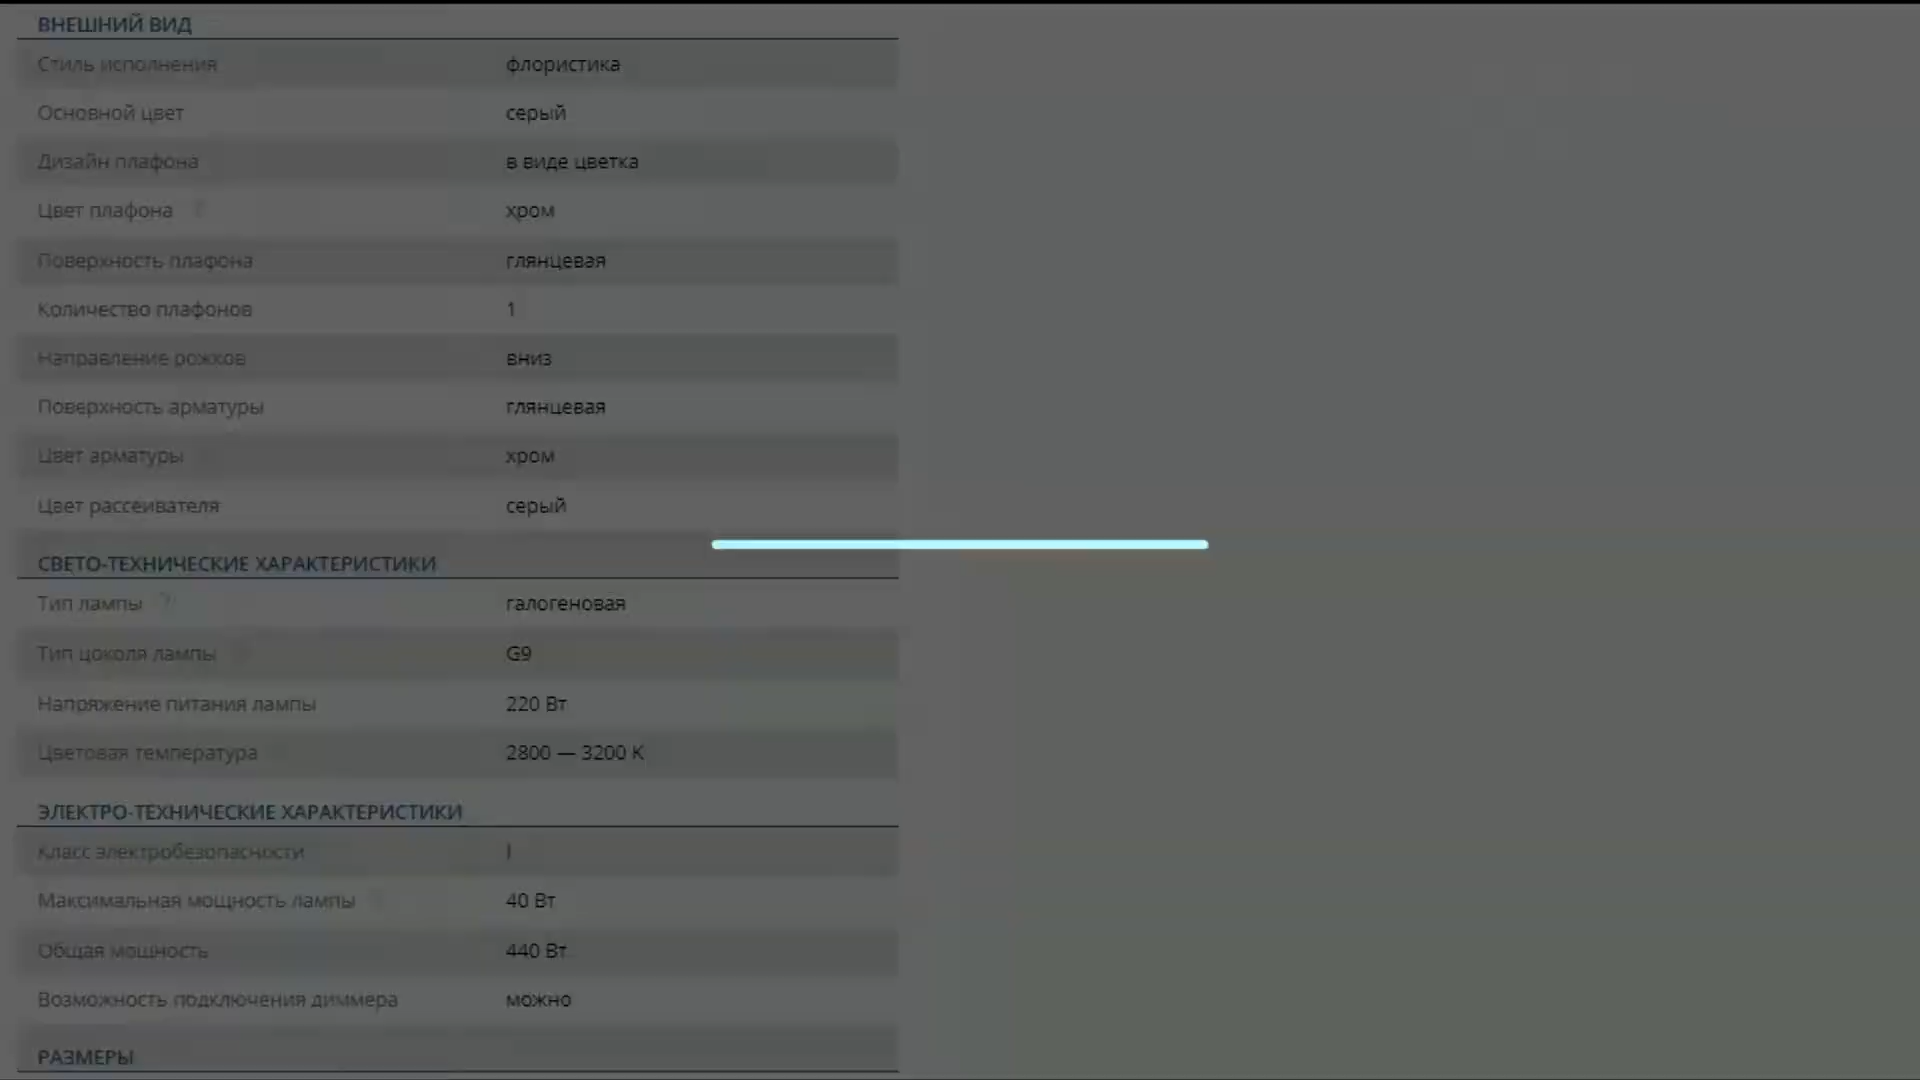 ВНЕШНИЙ ВИД
Стиль исполнения флористика
Основной цвет серый
Дизайн плафона в виде цветка
Цвет плафона ? хром
Поверхность плафона глянцевая
Количество плафонов 1
Направление рожков вниз
Поверхность арматуры глянцевая
Цвет арматуры хром
Цвет рассеивателя серый
СВЕТО-ТЕХНИЧЕСКИЕ ХАРАКТЕРИСТИКИ
Тип лампы ? галогеновая
Тип цоколя лампы G9
Напряжение питания лампы 220 Вт
Цветовая температура 2800 — 3200 К
ЭЛЕКТРО-ТЕХНИЧЕСКИЕ ХАРАКТЕРИСТИКИ
Класс электробезопасности I
Максимальная мощность лампы 40 Вт
Общая мощность 440 Вт
Возможность подключения диммера можно
РАЗМЕРЫ